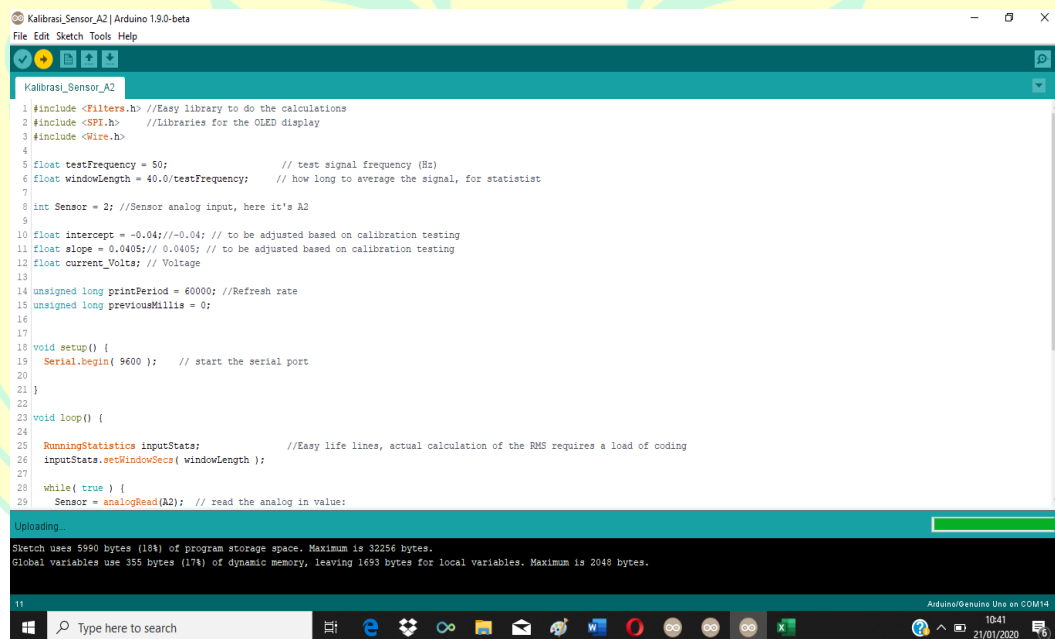 Kalibrasi_Sensor_A2 | Arduino 1.9.0-beta
File Edit Sketch Tools Help
Kalibrasi_Sensor_A2
1 #include <Filters.h> //Easy library to do the calculations
2 #include <SPI.h> //Libraries for the OLED display
3 #include <Wire.h>
4
5 float testFrequency = 50; // test signal frequency (Hz)
6 float windowLength = 40.0/testFrequency; // how long to average the signal, for statistist
7
8 int Sensor = 2; //Sensor analog input, here it's A2
9
10 float intercept = -0.04;//-0.04; // to be adjusted based on calibration testing
11 float slope = 0.0405;// 0.0405; // to be adjusted based on calibration testing
12 float current_Volts; // Voltage
13
14 unsigned long printPeriod = 60000; //Refresh rate
15 unsigned long previousMillis = 0;
16
17
18 void setup() {
19 Serial.begin( 9600 ); // start the serial port
20
21 }
22
23 void loop() {
24
25 RunningStatistics inputStats; //Easy life lines, actual calculation of the RMS requires a load of coding
26 inputStats.setWindowSecs( windowLength );
27
28 while( true ) {
29 Sensor = analogRead(A2); // read the analog in value:
Uploading...
Sketch uses 5990 bytes (18%) of program storage space. Maximum is 32256 bytes.
Global variables use 355 bytes (17%) of dynamic memory, leaving 1693 bytes for local variables. Maximum is 2048 bytes.
11 Arduino/Genuino Uno on COM14
Type here to search
10:41
21/01/2020